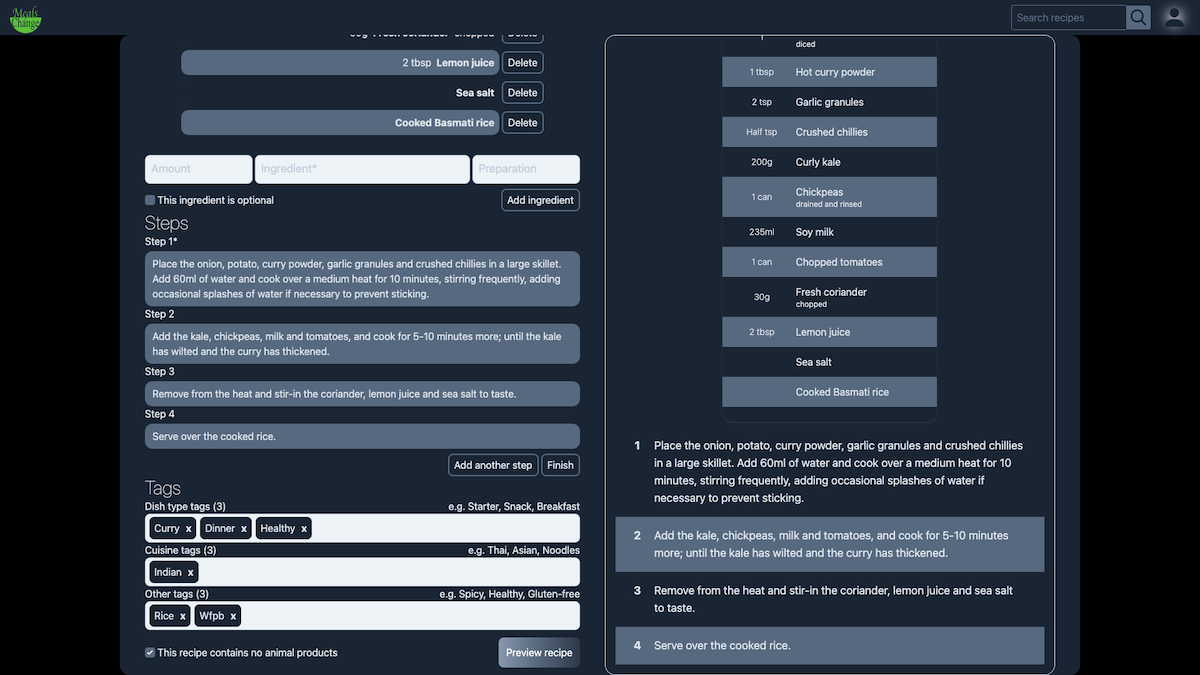 Meals
Change
Search recipes
2 tbsp Lemon juice
Delete
Sea salt
Delete
Cooked Basmati rice
Delete
Amount
Ingredient*
Preparation
This ingredient is optional
Add ingredient
Steps
Step 1*
Place the onion, potato, curry powder, garlic granules and crushed chillies in a large skillet.
Add 60ml of water and cook over a medium heat for 10 minutes, stirring frequently, adding
occasional splashes of water if necessary to prevent sticking.
Step 2
Add the kale, chickpeas, milk and tomatoes, and cook for 5-10 minutes more; until the kale
has wilted and the curry has thickened.
Step 3
Remove from the heat and stir-in the coriander, lemon juice and sea salt to taste.
Step 4
Serve over the cooked rice.
Add another step
Finish
Tags
Dish type tags (3)
e.g. Starter, Snack, Breakfast
Curry x
Dinner x
Healthy x
Cuisine tags (3)
e.g. Thai, Asian, Noodles
Indian x
Other tags (3)
e.g. Spicy, Healthy, Gluten-free
Rice x
Wfpb x
This recipe contains no animal products
Preview recipe
diced
1 tbsp Hot curry powder
2 tsp Garlic granules
Half tsp Crushed chillies
200g Curly kale
1 can Chickpeas
drained and rinsed
235ml Soy milk
1 can Chopped tomatoes
30g Fresh coriander
chopped
2 tbsp Lemon juice
Sea salt
Cooked Basmati rice
1 Place the onion, potato, curry powder, garlic granules and crushed chillies
in a large skillet. Add 60ml of water and cook over a medium heat for 10
minutes, stirring frequently, adding occasional splashes of water if
necessary to prevent sticking.
2 Add the kale, chickpeas, milk and tomatoes, and cook for 5-10 minutes
more; until the kale has wilted and the curry has thickened.
3 Remove from the heat and stir-in the coriander, lemon juice and sea salt
to taste.
4 Serve over the cooked rice.